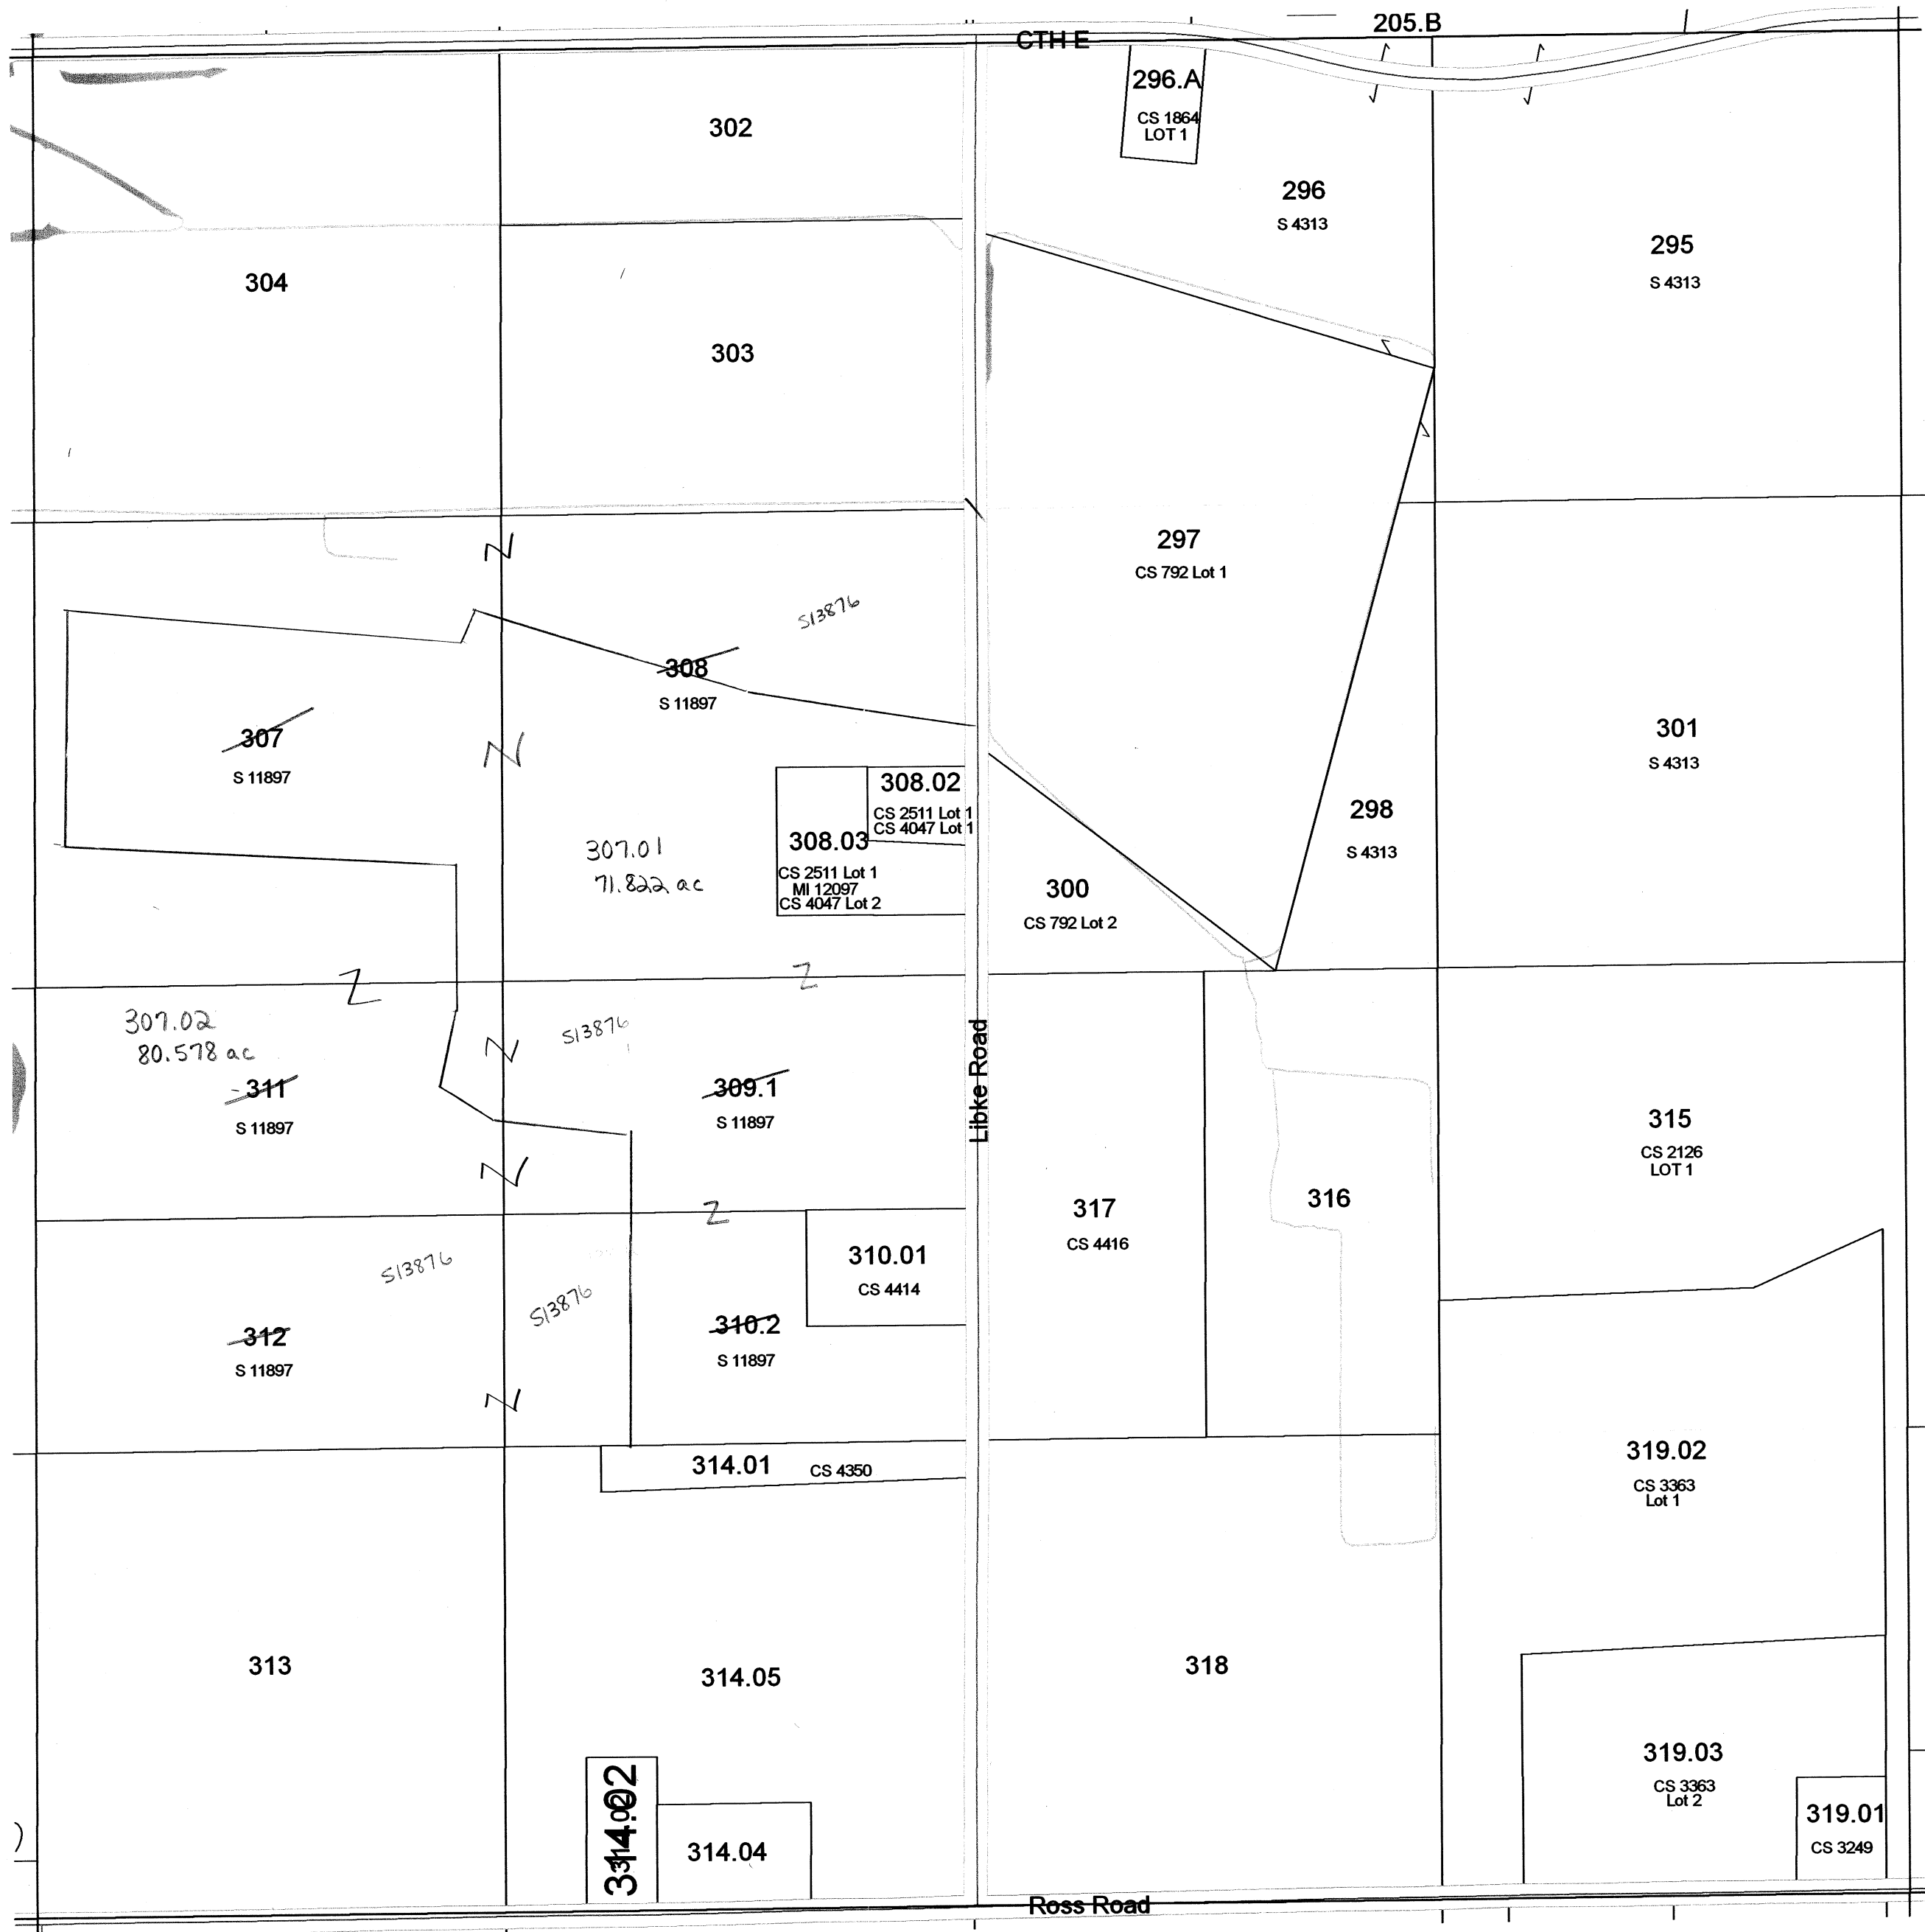 205.B
CTH E
296.A
CS 1864
LOT 1
302
296
S 4313
295
S 4313
304
303
297
CS 792 Lot 1
S13876
308
S 11897
307
S 11897
301
S 4313
308.02
CS 2511 Lot 1
CS 4047 Lot 1
308.03
CS 2511 Lot 1
MI 12097
CS 4047 Lot 2
298
S 4313
307.01
71.822 ac
300
CS 792 Lot 2
307.02
80.578 ac
S13876
311
S 11897
309.1
S 11897
Libke Road
315
CS 2126
LOT 1
317
CS 4416
316
310.01
CS 4414
S13876
S13876
312
S 11897
310.2
S 11897
314.01
CS 4350
319.02
CS 3363
Lot 1
313
314.05
318
314.02
314.04
319.03
CS 3363
Lot 2
319.01
CS 3249
Ross Road